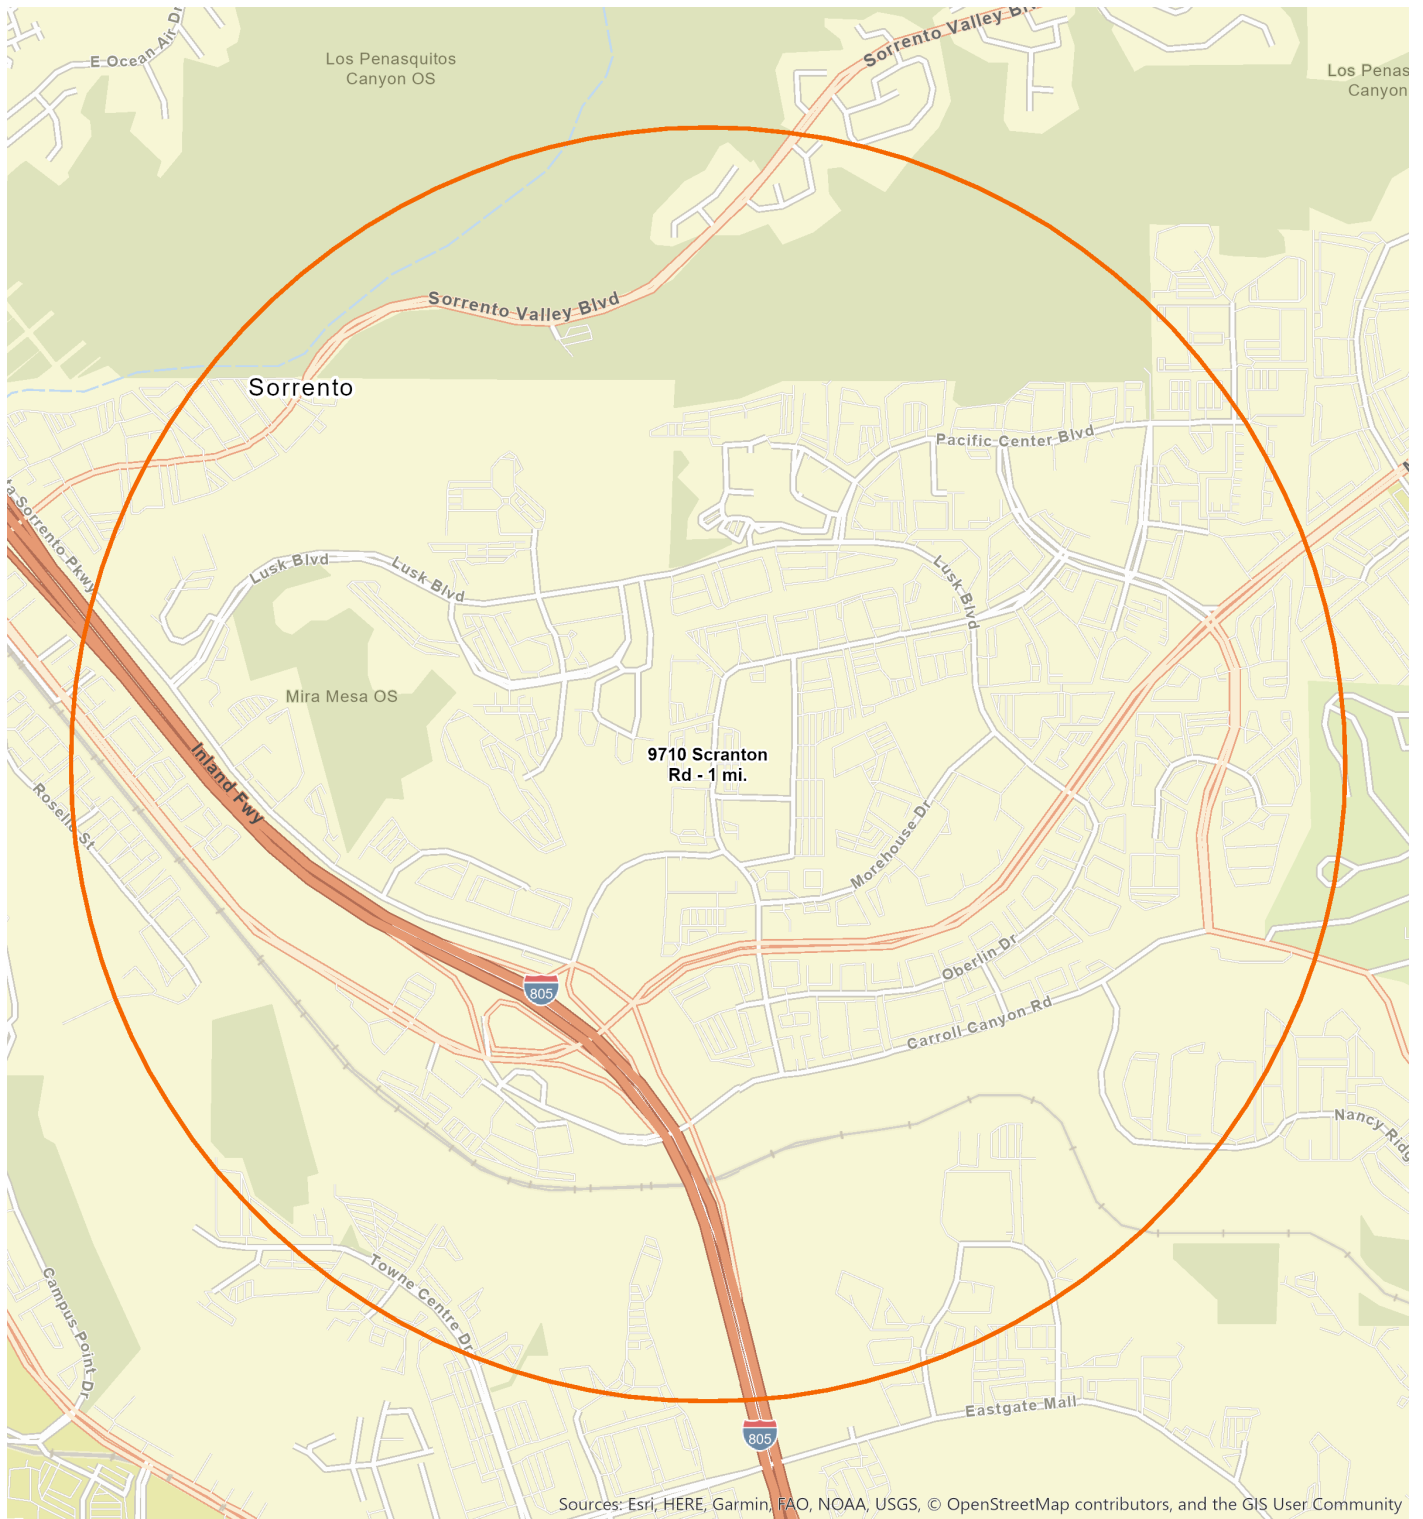 E Ocean Air Dr
Los Penasquitos
Canyon OS
Sorrento Valley Blv
Los Penas
Canyon
Sorrento Valley Blvd
Sorrento
Pacific Center Blvd
ta Sorrento Pkwy
Lusk Blvd
Lusk Blvd
Lusk Blvd
Mira Mesa OS
9710 Scranton
Rd - 1 mi.
Inland Fwy
Roselle St
Morehouse Dr
Oberlin Dr
805
Carroll Canyon Rd
Nancy Ridg
Towne Centre Dr
Campus Point Dr
Eastgate Mall
805
Sources: Esri, HERE, Garmin, FAO, NOAA, USGS, © OpenStreetMap contributors, and the GIS User Community